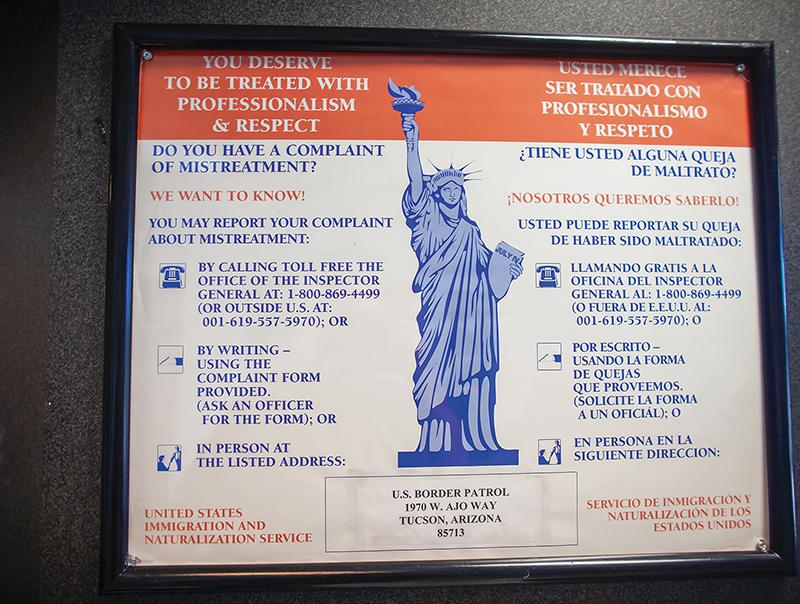 YOU DESERVE
TO BE TREATED WITH
PROFESSIONALISM
& RESPECT
DO YOU HAVE A COMPLAINT
OF MISTREATMENT?
WE WANT TO KNOW!
YOU MAY REPORT YOUR COMPLAINT
ABOUT MISTREATMENT:
BY CALLING TOLL FREE THE
OFFICE OF THE INSPECTOR
GENERAL AT: 1-800-869-4499
(OR OUTSIDE U.S. AT:
001-619-557-5970); OR
BY WRITING –
USING THE
COMPLAINT FORM
PROVIDED.
(ASK AN OFFICER
FOR THE FORM); OR
IN PERSON AT
THE LISTED ADDRESS:
UNITED STATES
IMMIGRATION AND
NATURALIZATION SERVICE
JULY IV
USTED MERECE
SER TRATADO CON
PROFESIONALISMO
Y RESPETO
¿TIENE USTED ALGUNA QUEJA
DE MALTRATO?
¡NOSOTROS QUEREMOS SABERLO!
USTED PUEDE REPORTAR SU QUEJA
DE HABER SIDO MALTRATADO:
LLAMANDO GRATIS A LA
OFICINA DEL INSPECTOR
GENERAL AL: 1-800-869-4499
(O FUERA DE E.E.U.U. AL:
001-619-557-5970); O
POR ESCRITO –
USANDO LA FORMA
DE QUEJAS
QUE PROVEEMOS.
(SOLICITE LA FORMA
A UN OFICIÁL); O
EN PERSONA EN LA
SIGUIENTE DIRECCION:
U.S. BORDER PATROL
1970 W. AJO WAY
TUCSON, ARIZONA
85713
SERVICIO DE INMIGRACIÓN Y
NATURALIZACIÓN DE LOS
ESTADOS UNIDOS